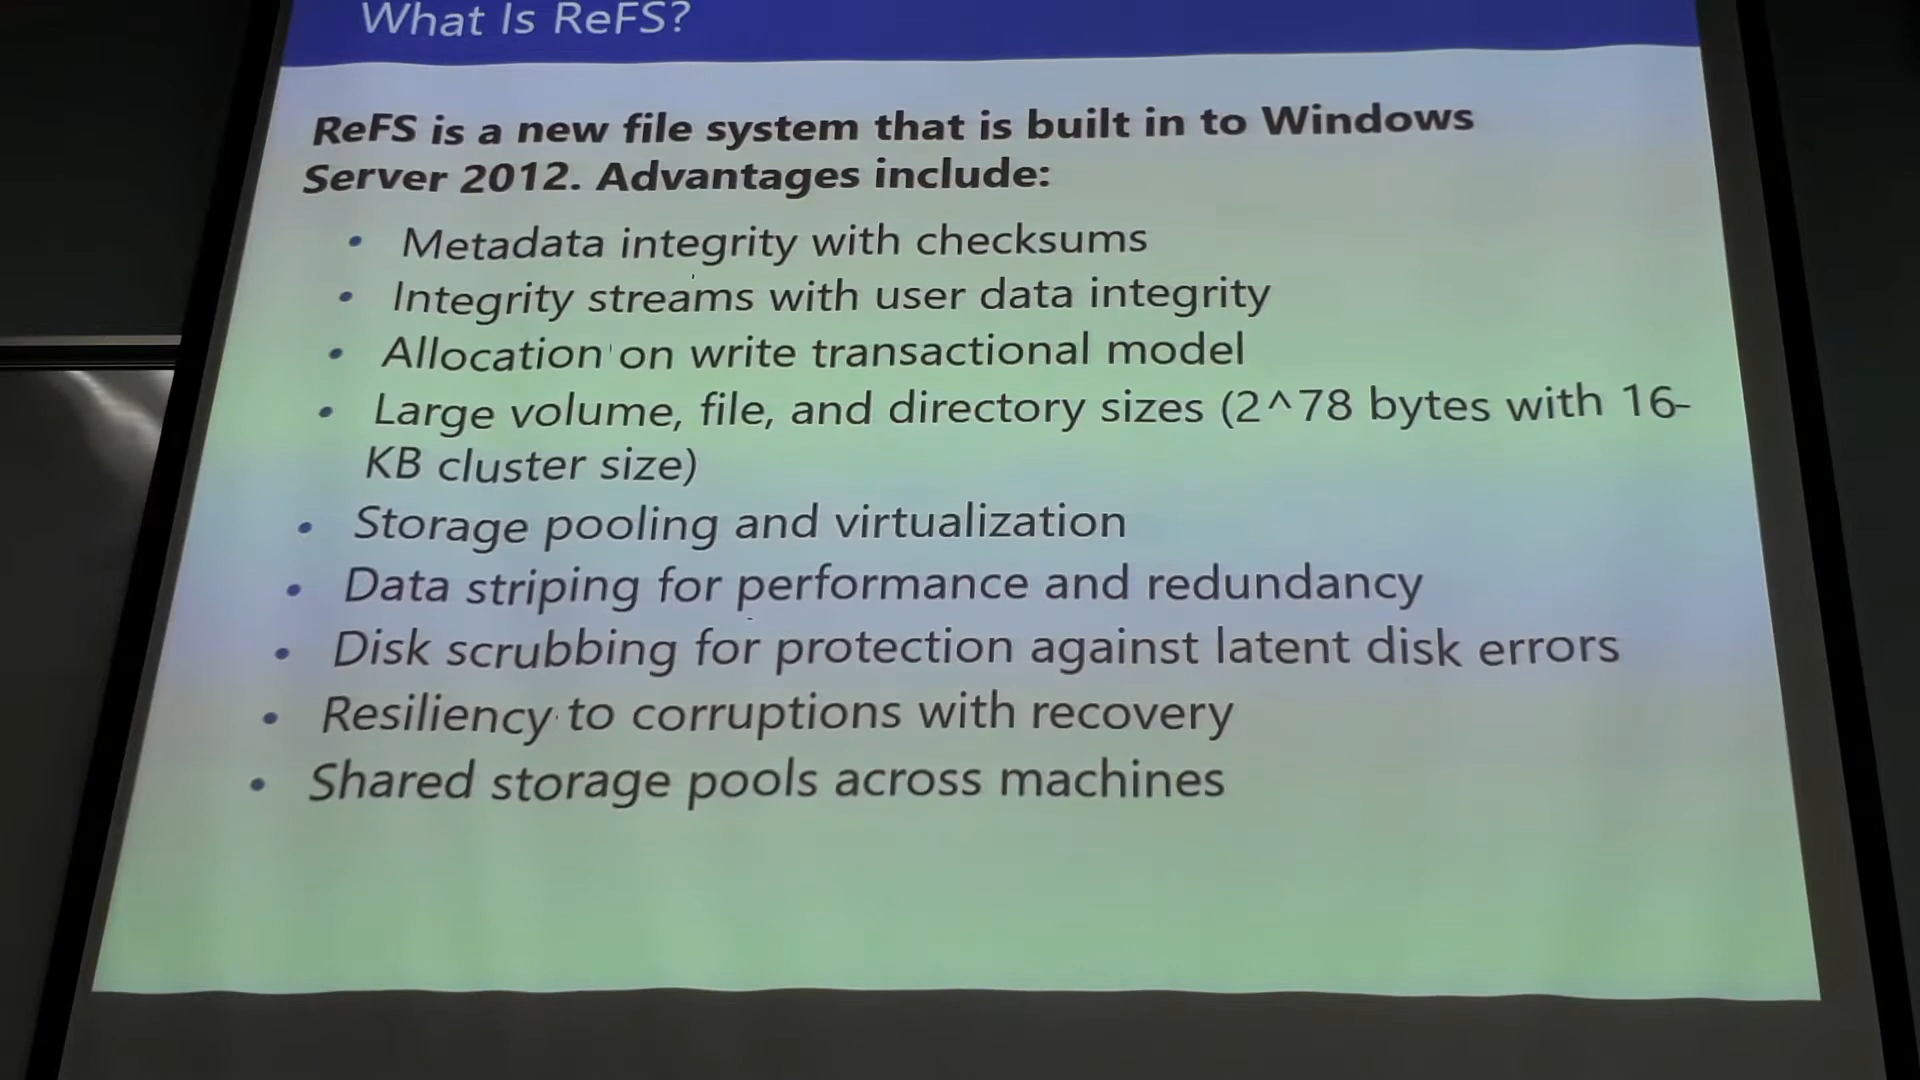 What Is ReFS?
ReFS is a new file system that is built in to Windows
Server 2012. Advantages include:
• Metadata integrity with checksums
• Integrity streams with user data integrity
• Allocation on write transactional model
• Large volume, file, and directory sizes (2^78 bytes with 16-
KB cluster size)
• Storage pooling and virtualization
• Data striping for performance and redundancy
• Disk scrubbing for protection against latent disk errors
• Resiliency to corruptions with recovery
• Shared storage pools across machines